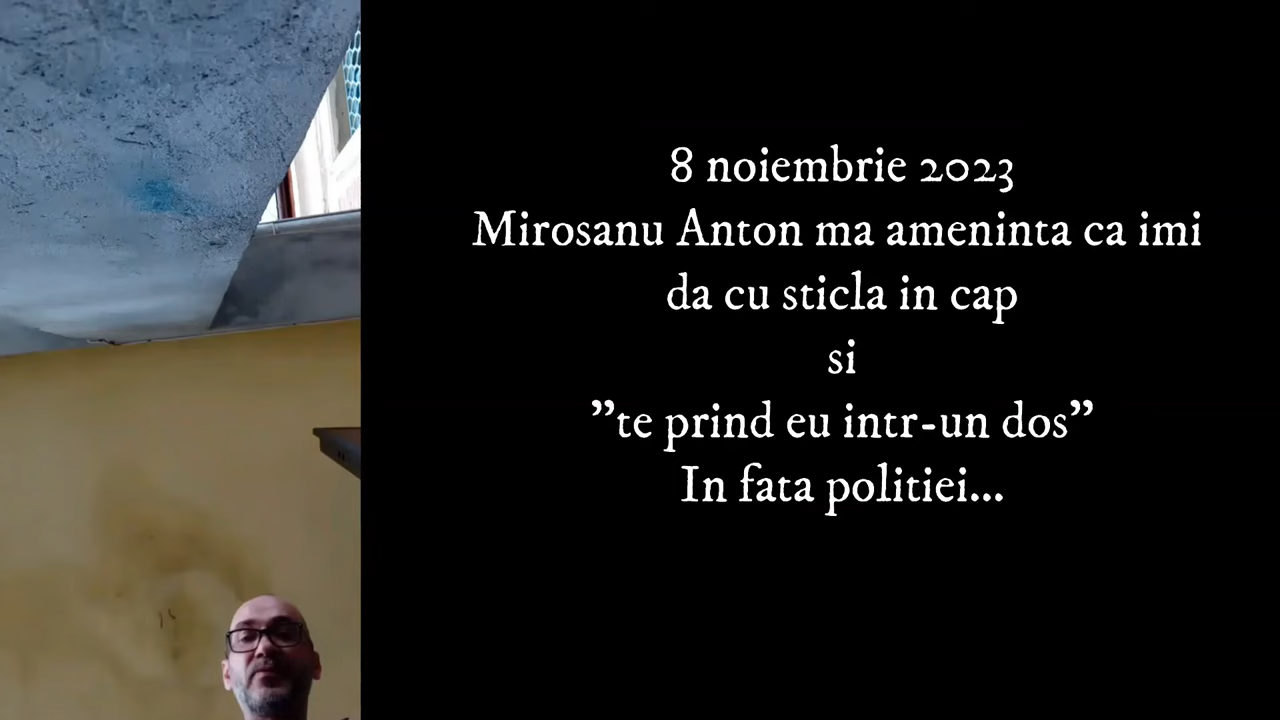 8 noiembrie 2023
Mirosanu Anton ma ameninta ca imi
da cu sticla in cap
si
”te prind eu intr-un dos”
In fata politiei...